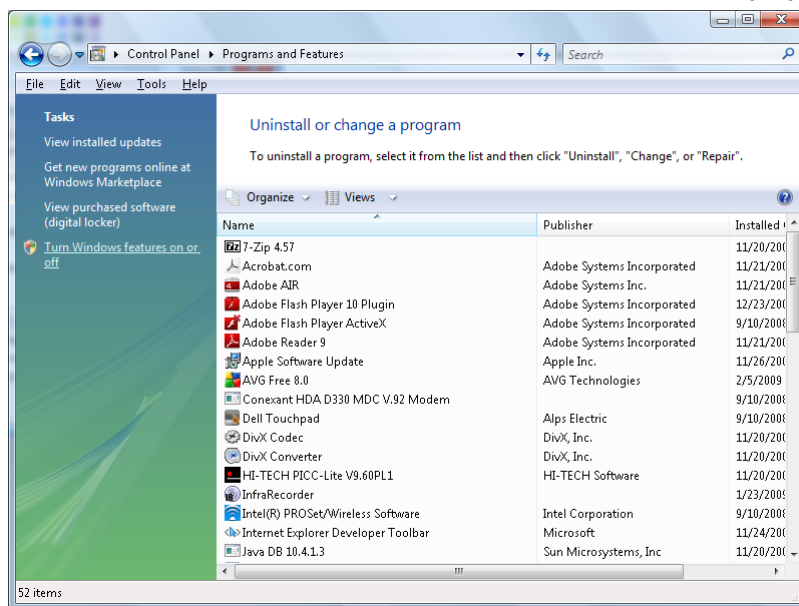 Control Panel ▸ Programs and Features
Search
File Edit View Tools Help
Tasks
View installed updates
Get new programs online at
Windows Marketplace
View purchased software
(digital locker)
Turn Windows features on or
off
Uninstall or change a program
To uninstall a program, select it from the list and then click "Uninstall", "Change", or "Repair".
Organize Views
Name Publisher Installed
7-Zip 4.57 11/20/200
Acrobat.com Adobe Systems Incorporated 11/21/200
Adobe AIR Adobe Systems Inc. 11/21/200
Adobe Flash Player 10 Plugin Adobe Systems Incorporated 12/23/200
Adobe Flash Player ActiveX Adobe Systems Incorporated 9/10/2008
Adobe Reader 9 Adobe Systems Incorporated 11/21/200
Apple Software Update Apple Inc. 11/26/200
AVG Free 8.0 AVG Technologies 2/5/2009
Conexant HDA D330 MDC V.92 Modem 9/10/2008
Dell Touchpad Alps Electric 9/10/2008
DivX Codec DivX, Inc. 11/20/200
DivX Converter DivX, Inc. 11/20/200
HI-TECH PICC-Lite V9.60PL1 HI-TECH Software 11/20/200
InfraRecorder 1/23/2009
Intel(R) PROSet/Wireless Software Intel Corporation 9/10/2008
Internet Explorer Developer Toolbar Microsoft 11/24/200
Java DB 10.4.1.3 Sun Microsystems, Inc 11/20/200
52 items